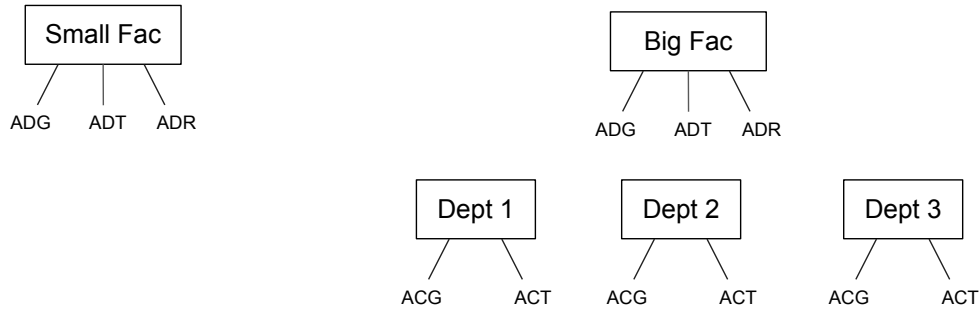 Small Fac
Big Fac
ADG ADT ADR
ADG ADT ADR
Dept 1 Dept 2 Dept 3
ACG ACT ACG ACT ACG ACT